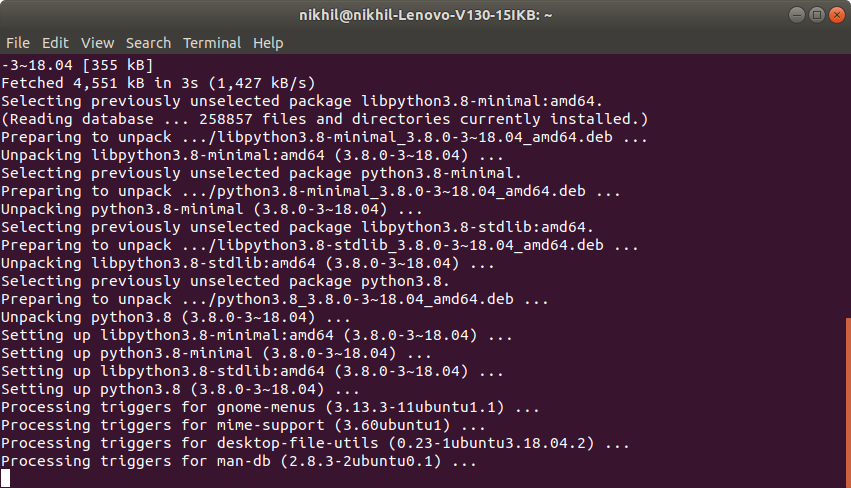 nikhil@nikhil-Lenovo-V130-15IKB: ~
File Edit View Search Terminal Help
-3~18.04 [355 kB]
Fetched 4,551 kB in 3s (1,427 kB/s)
Selecting previously unselected package libpython3.8-minimal:amd64.
(Reading database ... 258857 files and directories currently installed.)
Preparing to unpack .../libpython3.8-minimal_3.8.0-3~18.04_amd64.deb ...
Unpacking libpython3.8-minimal:amd64 (3.8.0-3~18.04) ...
Selecting previously unselected package python3.8-minimal.
Preparing to unpack .../python3.8-minimal_3.8.0-3~18.04_amd64.deb ...
Unpacking python3.8-minimal (3.8.0-3~18.04) ...
Selecting previously unselected package libpython3.8-stdlib:amd64.
Preparing to unpack .../libpython3.8-stdlib_3.8.0-3~18.04_amd64.deb ...
Unpacking libpython3.8-stdlib:amd64 (3.8.0-3~18.04) ...
Selecting previously unselected package python3.8.
Preparing to unpack .../python3.8_3.8.0-3~18.04_amd64.deb ...
Unpacking python3.8 (3.8.0-3~18.04) ...
Setting up libpython3.8-minimal:amd64 (3.8.0-3~18.04) ...
Setting up python3.8-minimal (3.8.0-3~18.04) ...
Setting up libpython3.8-stdlib:amd64 (3.8.0-3~18.04) ...
Setting up python3.8 (3.8.0-3~18.04) ...
Processing triggers for gnome-menus (3.13.3-11ubuntu1.1) ...
Processing triggers for mime-support (3.60ubuntu1) ...
Processing triggers for desktop-file-utils (0.23-1ubuntu3.18.04.2) ...
Processing triggers for man-db (2.8.3-2ubuntu0.1) ...